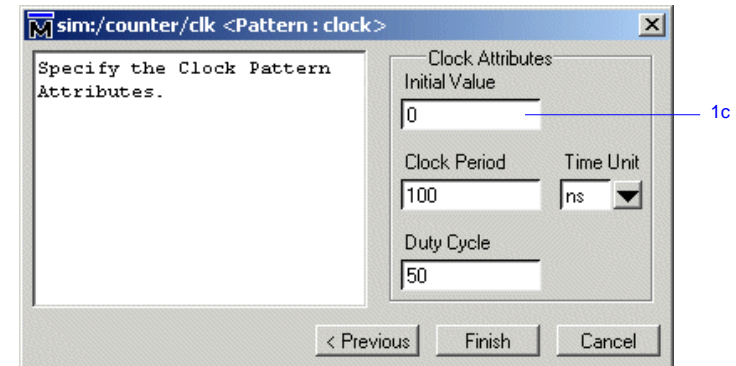 sim:/counter/clk <Pattern : clock>
Specify the Clock Pattern
Attributes.
Clock Attributes
Initial Value
0
1c
Clock Period Time Unit
100 ns
Duty Cycle
50
< Previous Finish Cancel